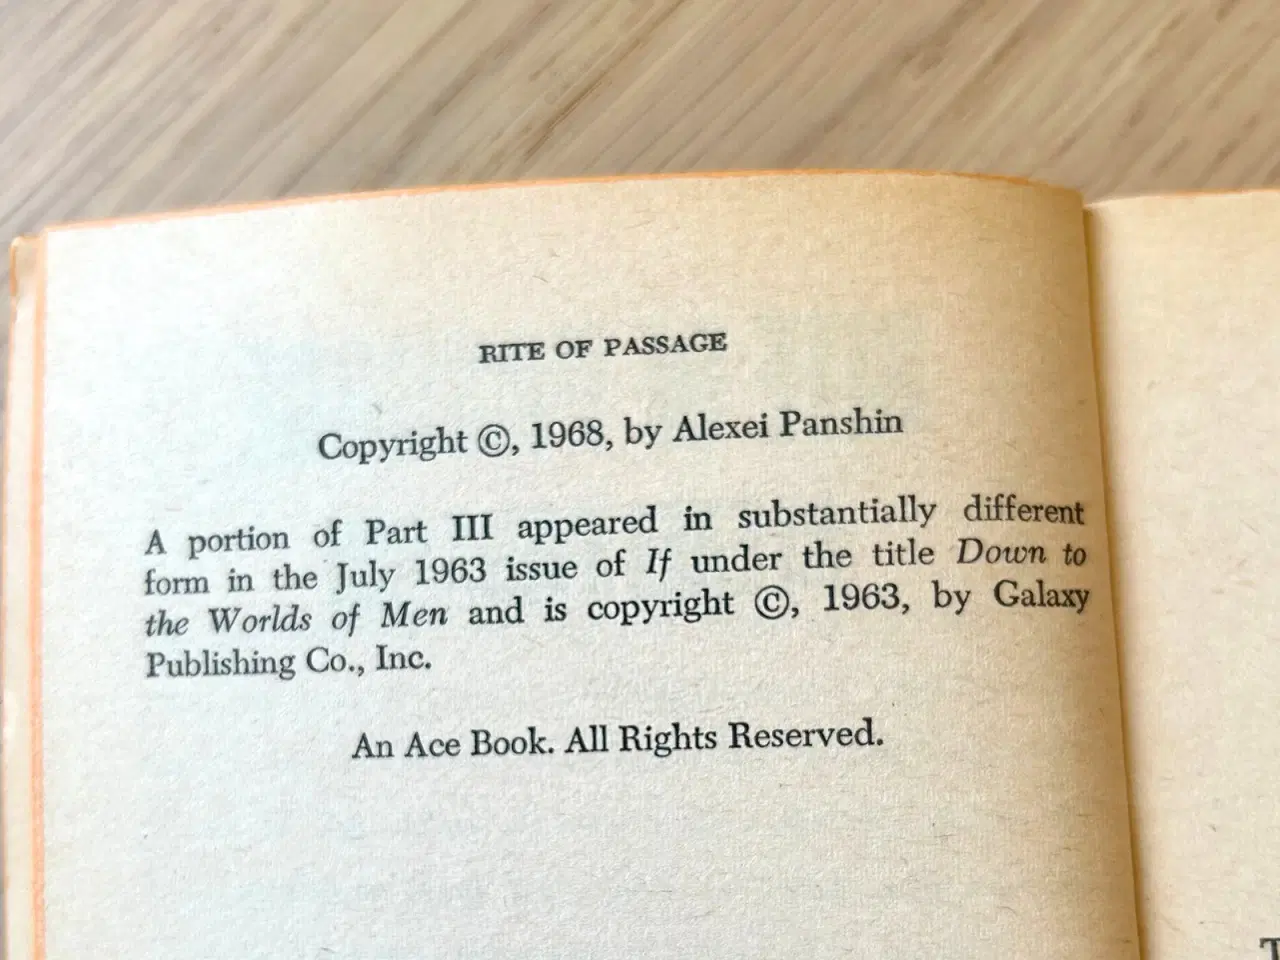 RITE OF PASSAGE
Copyright ©, 1968, by Alexei Panshin
A portion of Part III appeared in substantially different
form in the July 1963 issue of If under the title Down to
the Worlds of Men and is copyright ©, 1963, by Galaxy
Publishing Co., Inc.
An Ace Book. All Rights Reserved.